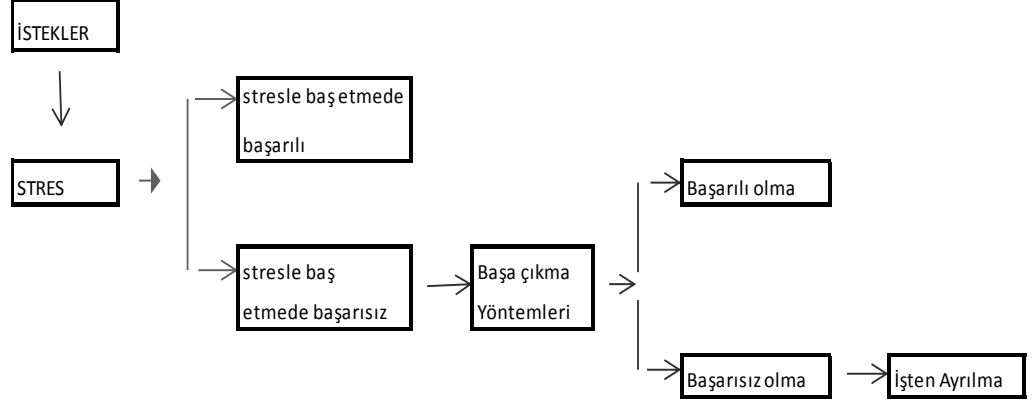 İSTEKLER
STRES
stresle baş etmede
başarılı
stresle baş
etmede başarısız
Başa çıkma
Yöntemleri
Başarılı olma
Başarısız olma
İşten Ayrılma